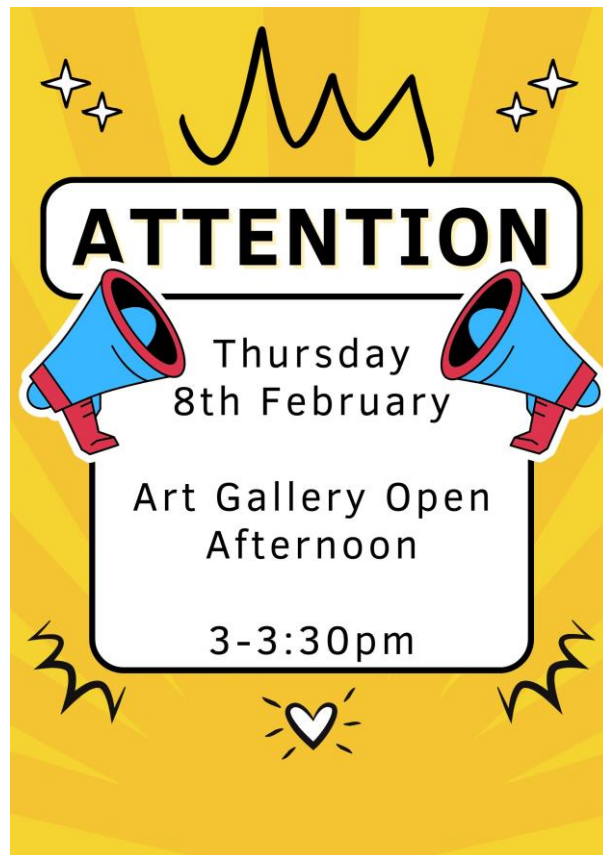 ATTENTION
Thursday
8th February
Art Gallery Open
Afternoon
3-3:30pm